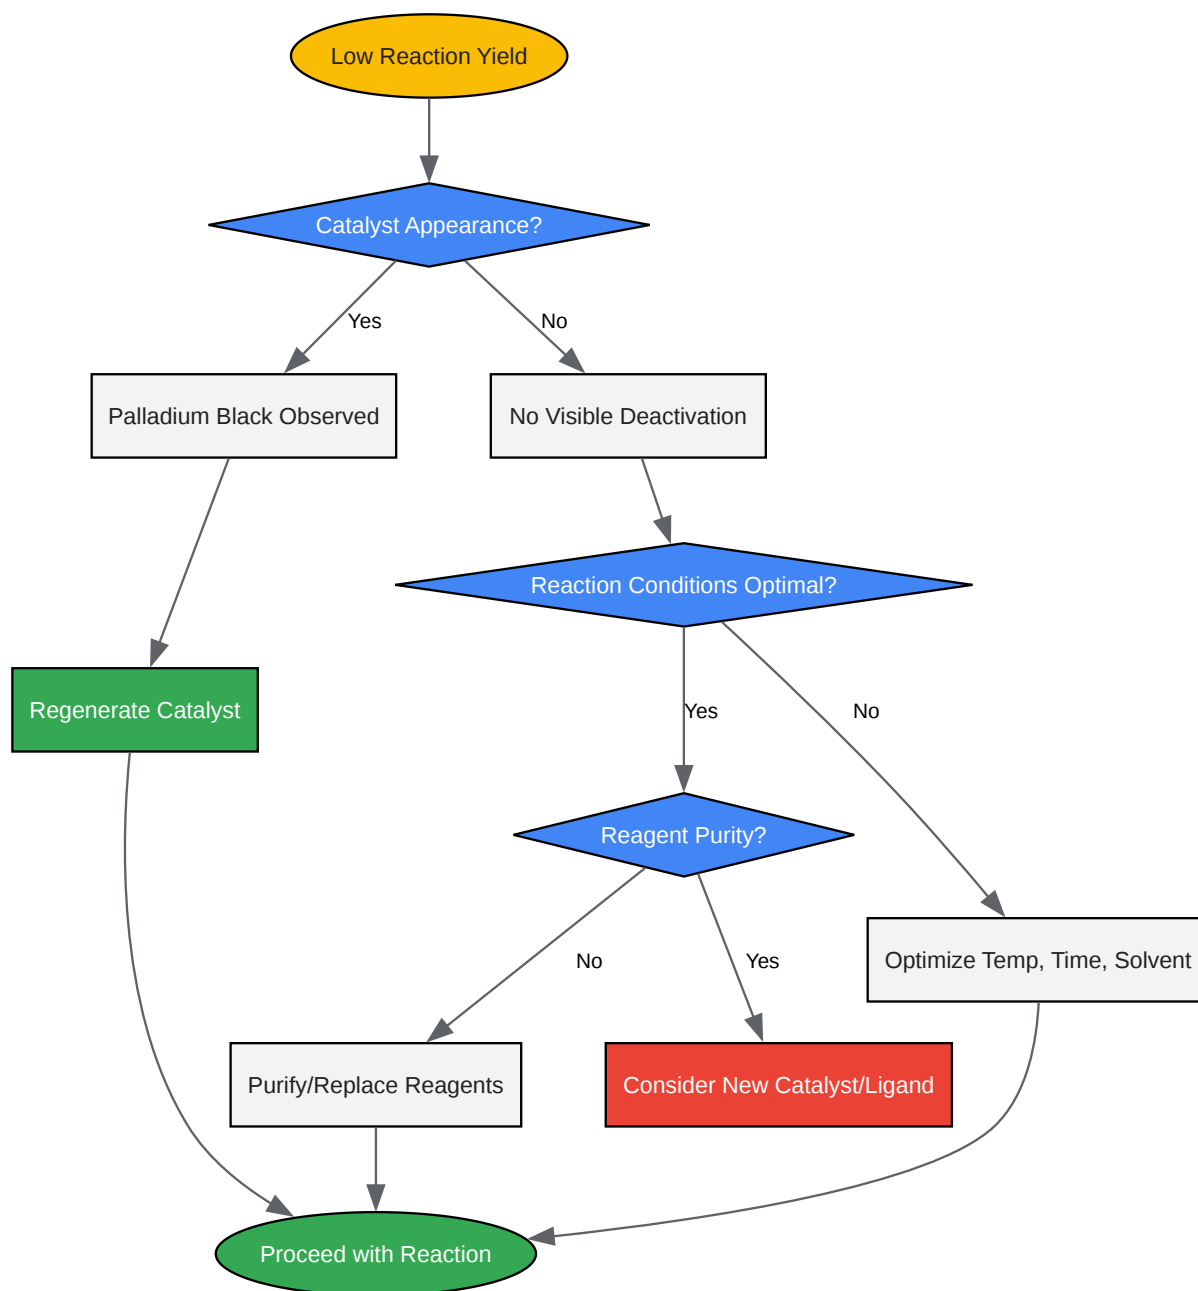 Low Reaction Yield
Catalyst Appearance?
Yes
No
Palladium Black Observed
No Visible Deactivation
Reaction Conditions Optimal?
Regenerate Catalyst
Yes
No
Reagent Purity?
No
Yes
Optimize Temp, Time, Solvent
Purify/Replace Reagents
Consider New Catalyst/Ligand
Proceed with Reaction